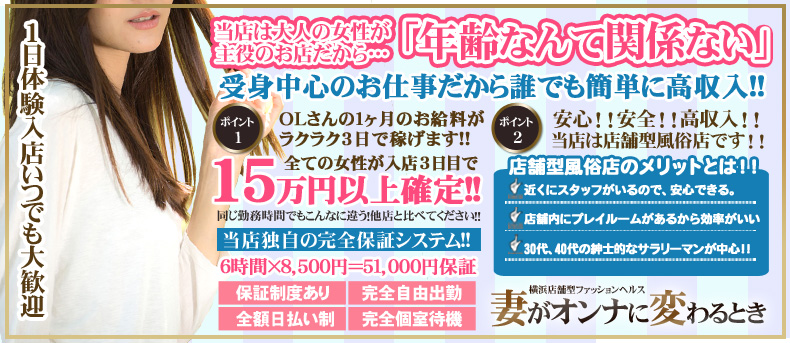 1日体験入店いつでも大歓迎
当店は大人の女性が
主役のお店だから…
「年齢なんて関係ない」
受身中心のお仕事だから誰でも簡単に高収入!!
ポイント
1
OLさんの1ヶ月のお給料が
ラクラク3日で稼げます!!
全ての女性が入店3日目で
15万円以上確定!!
同じ勤務時間でもこんなに違う!他店と比べてください!!
当店独自の完全保証システム!!
6時間×8,500円=51,000円保証
保証制度あり
完全自由出勤
全額日払い制
完全個室待機
ポイント
2
安心!!安全!!高収入!!
当店は店舗型風俗店です!!
店舗型風俗店のメリットとは!!
近くにスタッフがいるので、安心できる。
店舗内にプレイルームがあるから効率がいい
30代、40代の紳士的なサラリーマンが中心!!
横浜店舗型ファッションヘルス
妻がオンナに変わるとき